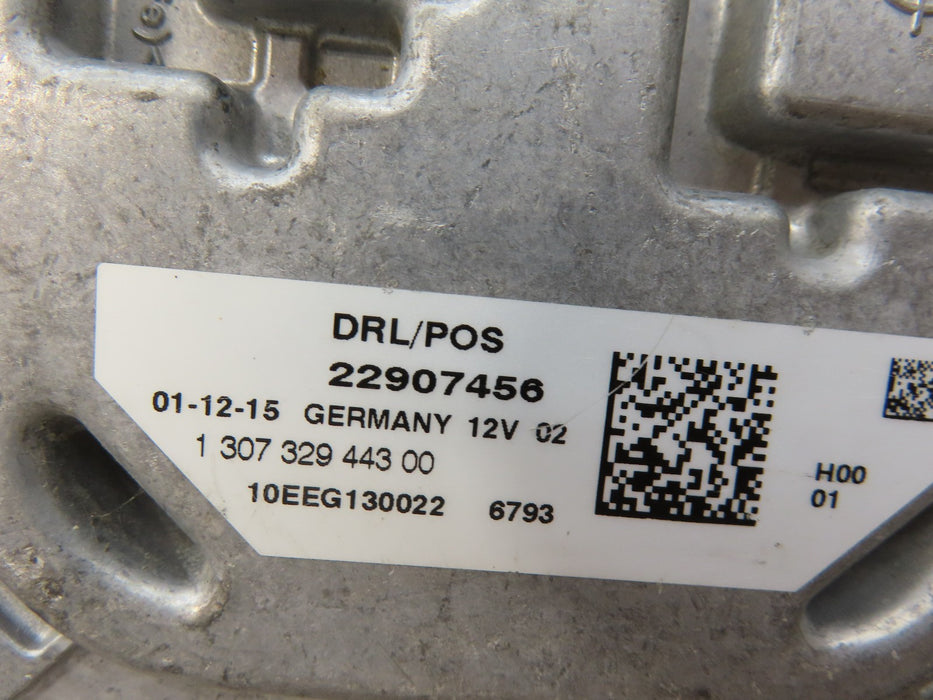 DRL/POS
22907456
01-12-15 GERMANY 12V 02
1 307 329 443 00
10EEG130022 6793
H00
01